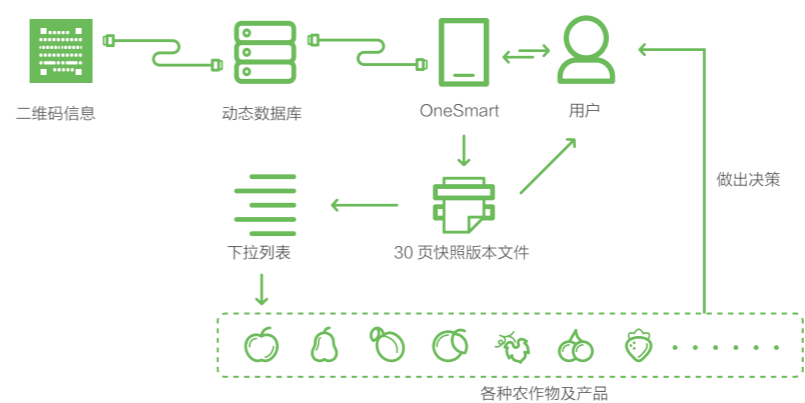 二维码信息
动态数据库
OneSmart
用户
做出决策
下拉列表
30 页快照版本文件
各种农作物及产品